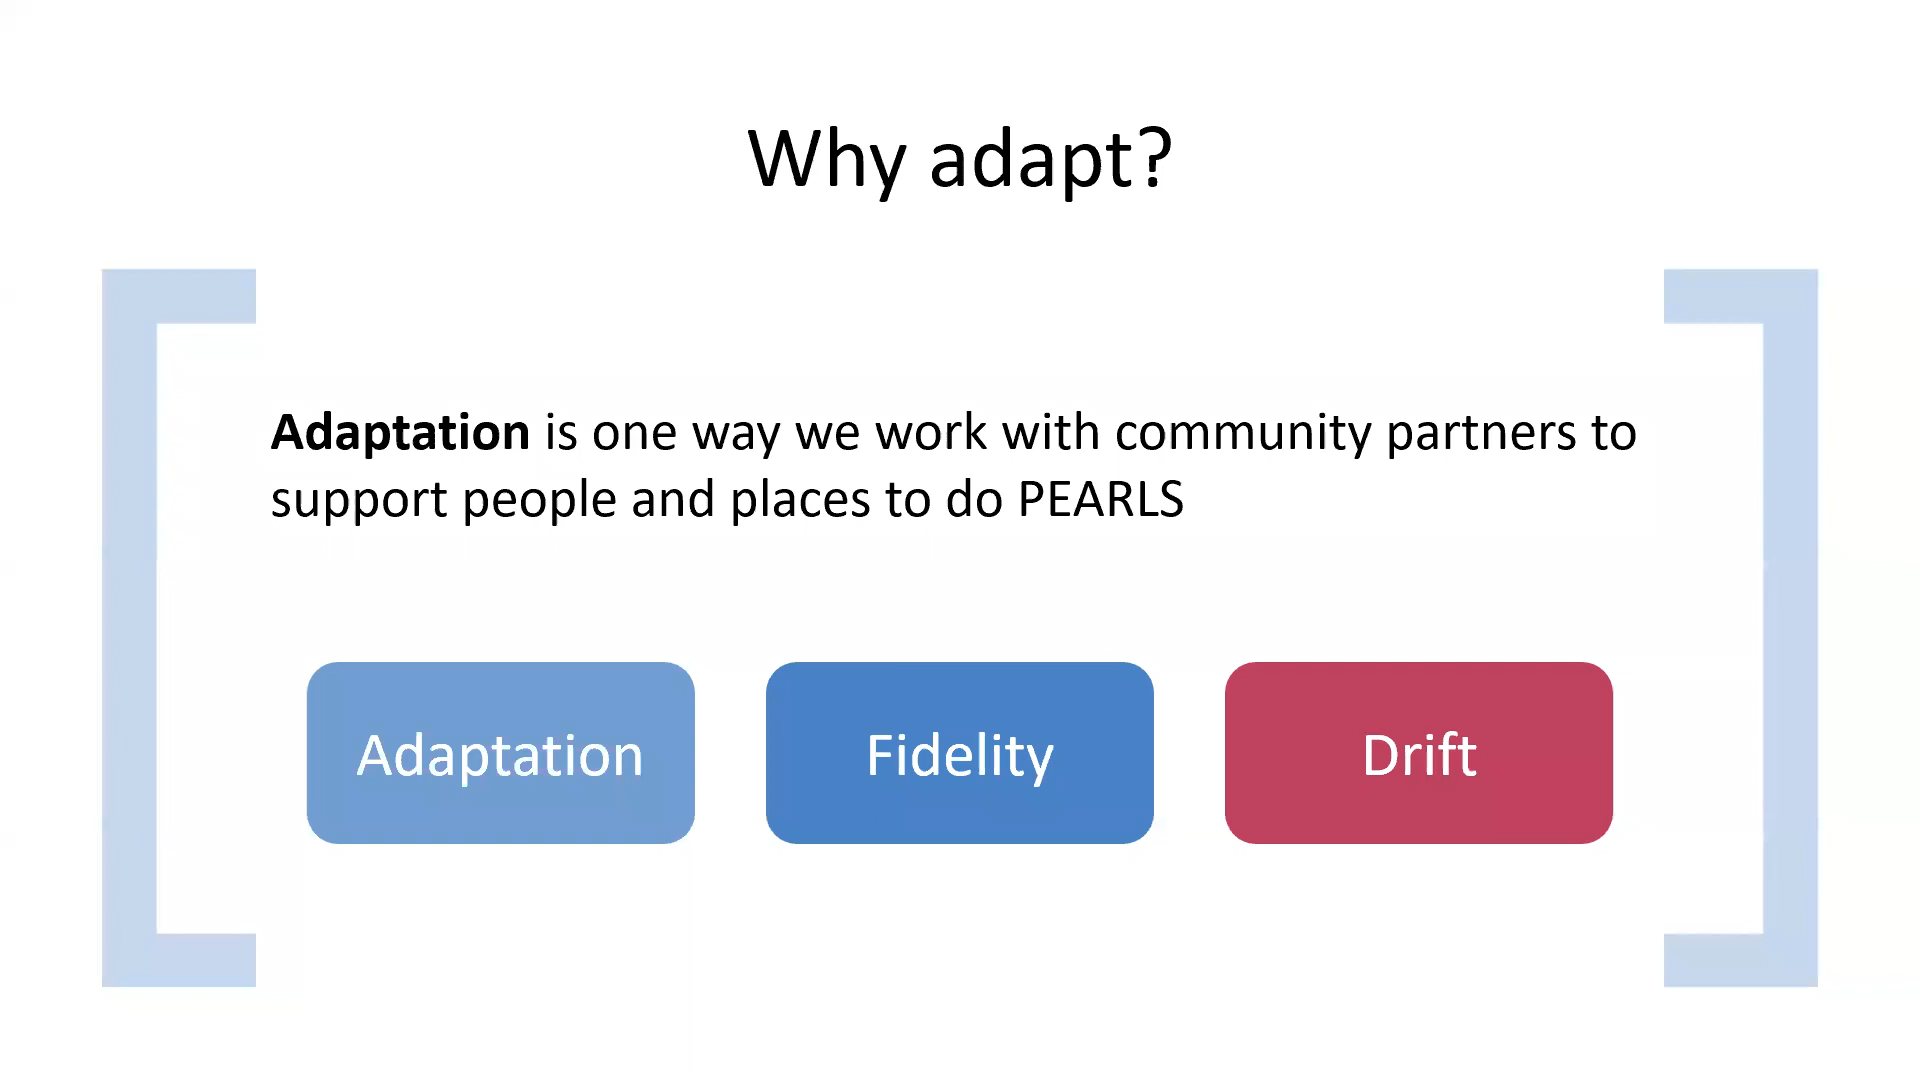 Why adapt?
Adaptation is one way we work with community partners to
support people and places to do PEARLS
Adaptation
Fidelity
Drift